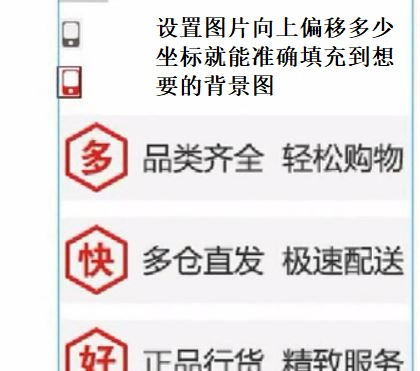 设置图片向上偏移多少
坐标就能准确填充到想
要的背景图
多 品类齐全 轻松购物
快 多仓直发 极速配送
好 正品行货 精致服务